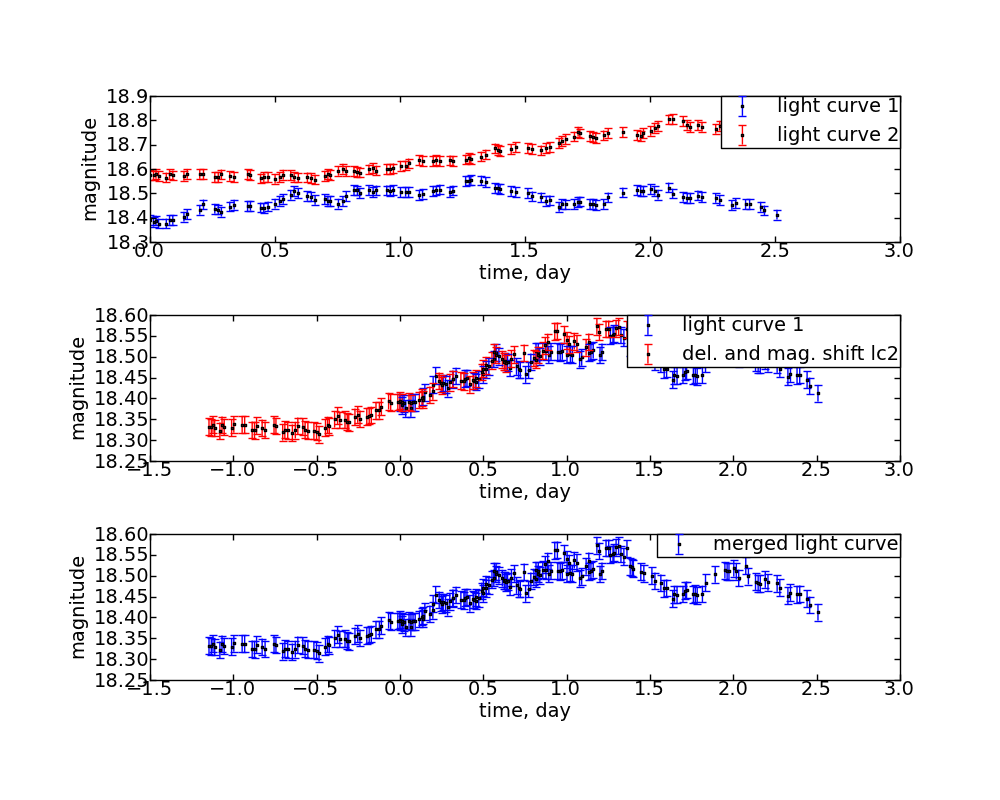 18.9
18.8
18.7
18.6
18.5
18.4
18.3
magnitude
light curve 1
light curve 2
0.0 0.5 1.0 1.5 2.0 2.5 3.0
time, day
18.60
18.55
18.50
18.45
18.40
18.35
18.30
18.25
magnitude
light curve 1
del. and mag. shift lc2
−1.5 −1.0 −0.5 0.0 0.5 1.0 1.5 2.0 2.5 3.0
time, day
18.60
18.55
18.50
18.45
18.40
18.35
18.30
18.25
magnitude
merged light curve
−1.5 −1.0 −0.5 0.0 0.5 1.0 1.5 2.0 2.5 3.0
time, day